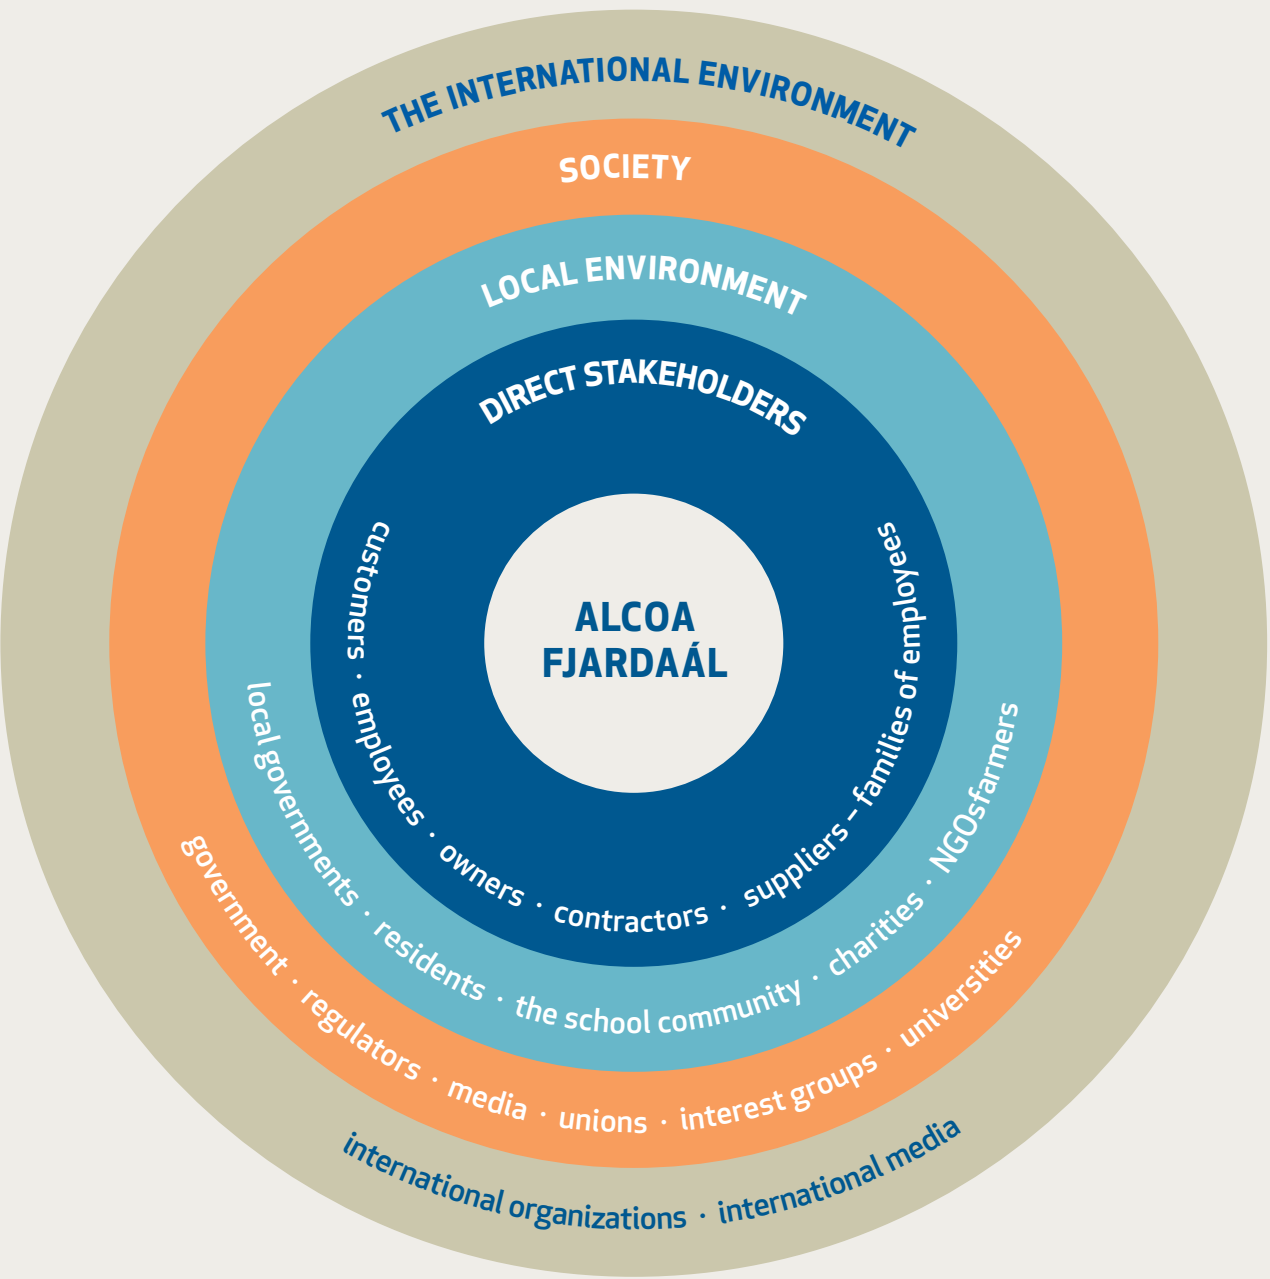 THE INTERNATIONAL ENVIRONMENT
SOCIETY
LOCAL ENVIRONMENT
DIRECT STAKEHOLDERS
ALCOA
FJARDAÁL
customers · employees · owners · contractors · suppliers – families of employees
local governments · residents · the school community · charities · NGOsfarmers
government · regulators · media · unions · interest groups · universities
international organizations · international media